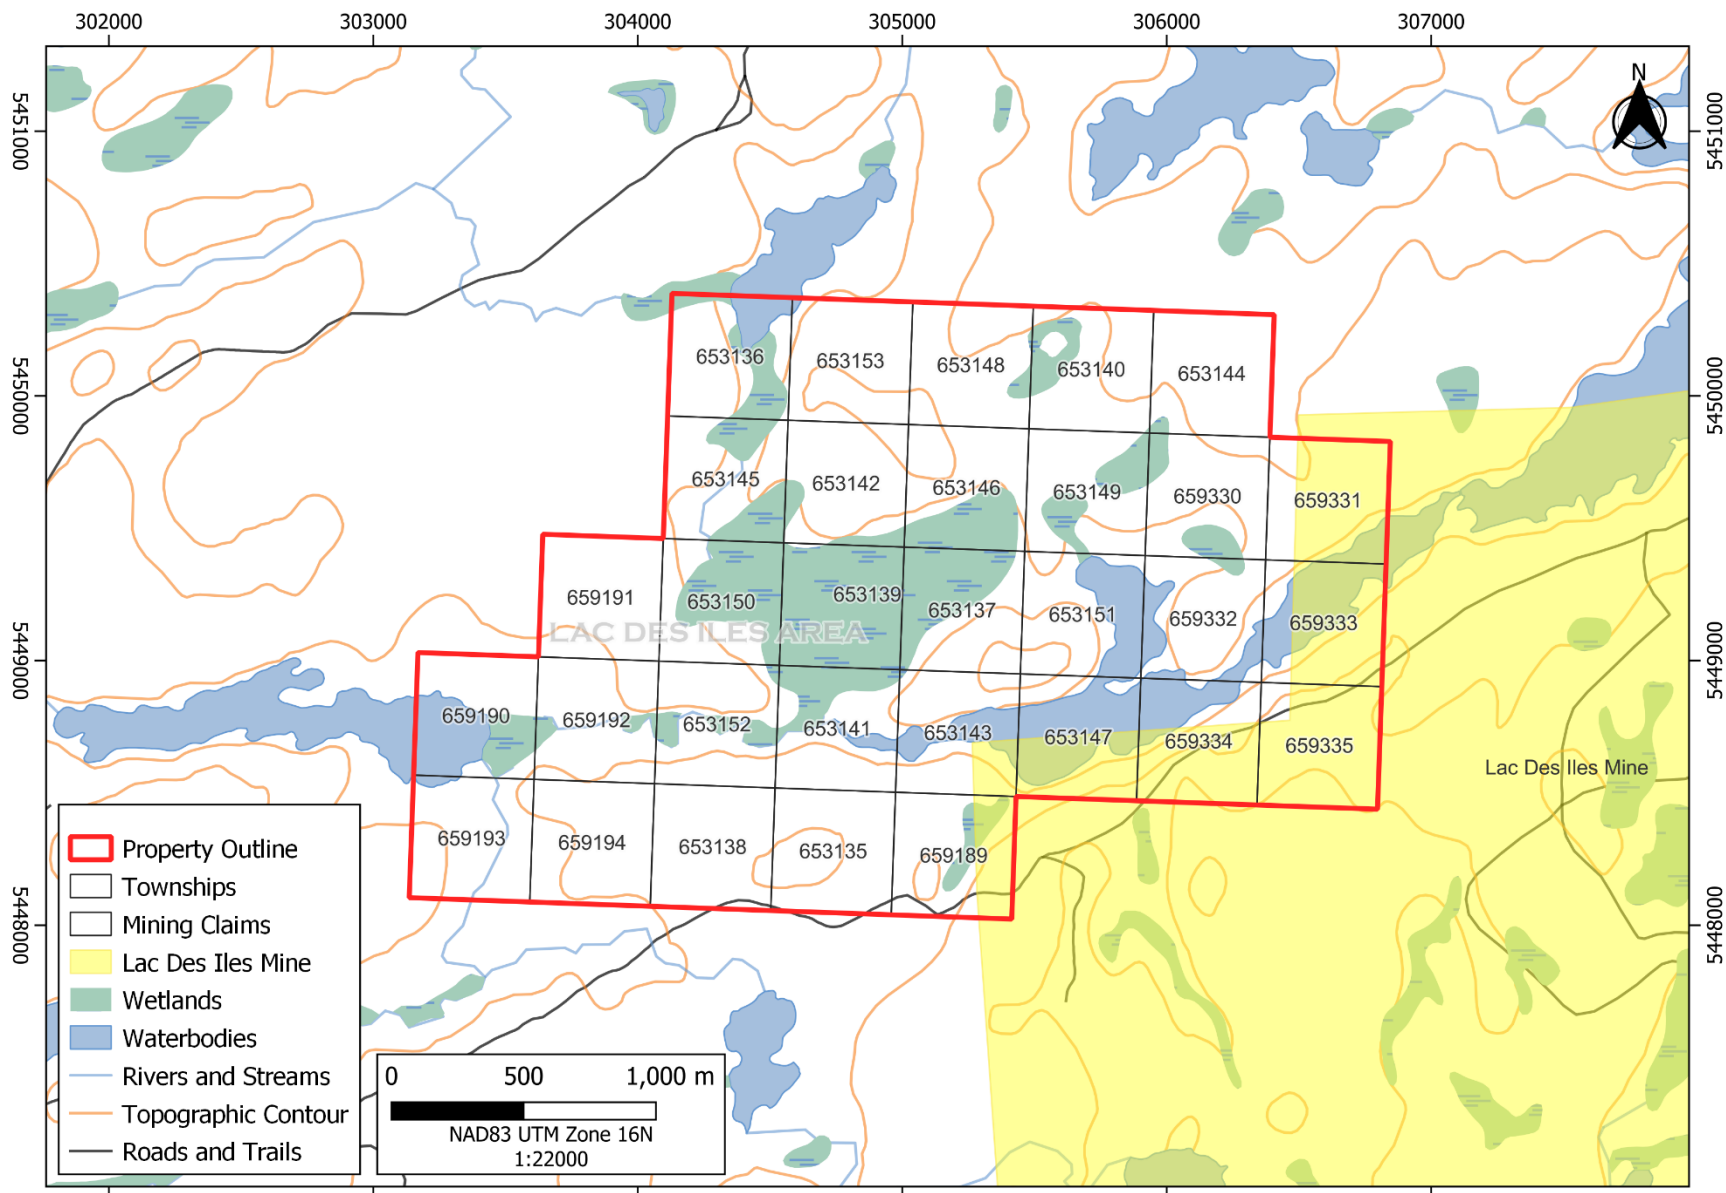 302000 303000 304000 305000 306000 307000
N
5451000 5451000
653136 653153 653148 653140 653144
5450000 5450000
653145 653142 653146 653149 659330 659331
659191 653150 653139 653137 653151 659332 659333
LAC DES ILES AREA
5449000 5449000
659190 659192 653152 653141 653143 653147 659334 659335
Lac Des Iles Mine
659193 659194 653138 653135 659189
5448000 5448000
Property Outline
Townships
Mining Claims
Lac Des Iles Mine
Wetlands
Waterbodies
Rivers and Streams
Topographic Contour
Roads and Trails
0 500 1,000 m
NAD83 UTM Zone 16N
1:22000